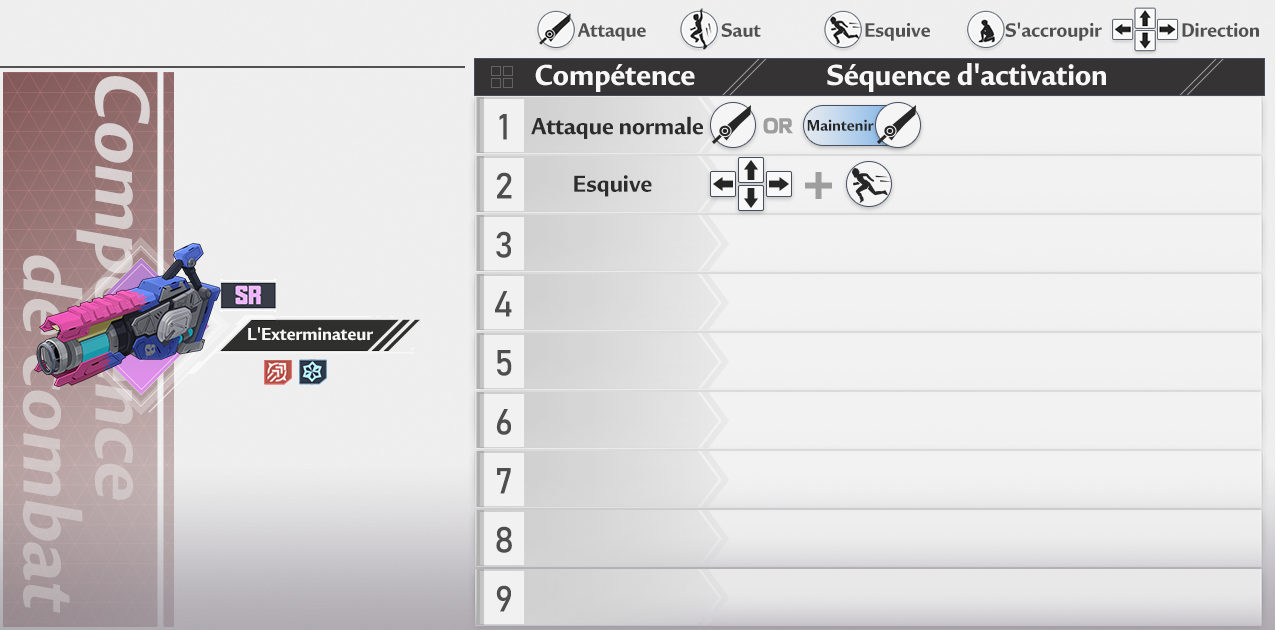 Attaque Saut Esquive S'accroupir Direction
Compétence Séquence d'activation
1 Attaque normale OR Maintenir
2 Esquive
3
4
5
6
7
8
9
Compétence
de combat
SR
L'Exterminateur